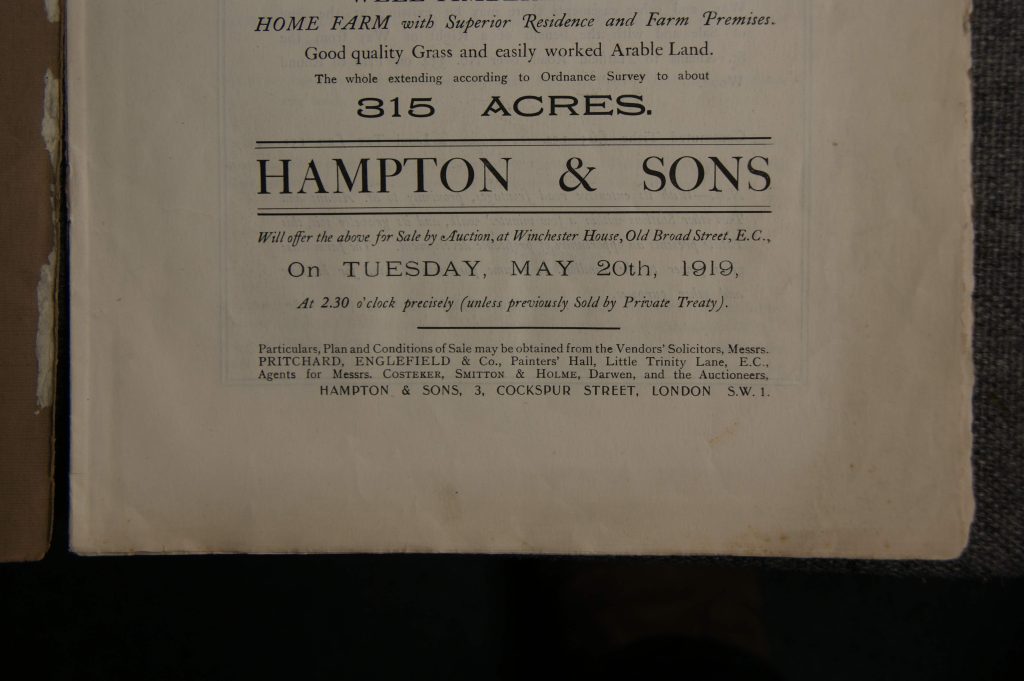 HOME FARM with Superior Residence and Farm Premises.
Good quality Grass and easily worked Arable Land.
The whole extending according to Ordnance Survey to about
315 ACRES.
HAMPTON & SONS
Will offer the above for Sale by Auction, at Winchester House, Old Broad Street, E.C.,
On TUESDAY, MAY 20th, 1919,
At 2.30 o'clock precisely (unless previously Sold by Private Treaty).
Particulars, Plan and Conditions of Sale may be obtained from the Vendors' Solicitors, Messrs.
PRITCHARD, ENGLEFIELD & Co., Painters' Hall, Little Trinity Lane, E.C.,
Agents for Messrs. COSTEKER, SMITTON & HOLME, Darwen, and the Auctioneers,
HAMPTON & SONS, 3, COCKSPUR STREET, LONDON S.W. 1.